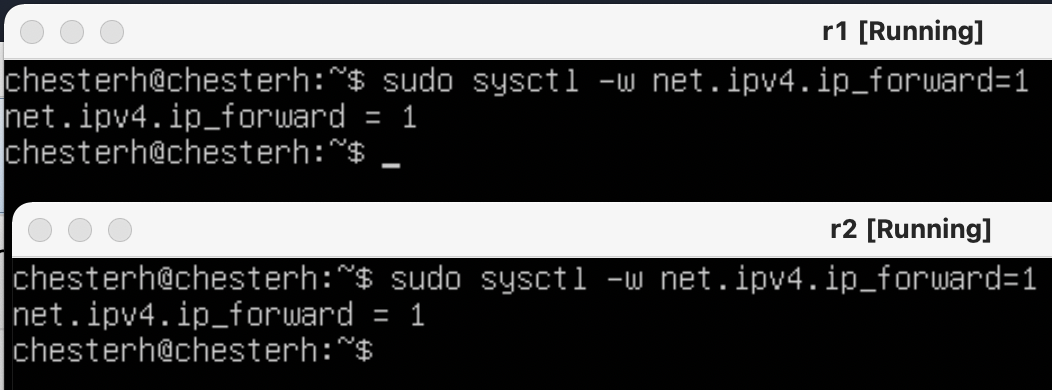 r1 [Running]
chesterh@chesterh:~$ sudo sysctl -w net.ipv4.ip_forward=1
net.ipv4.ip_forward = 1
chesterh@chesterh:~$ _
r2 [Running]
chesterh@chesterh:~$ sudo sysctl -w net.ipv4.ip_forward=1
net.ipv4.ip_forward = 1
chesterh@chesterh:~$